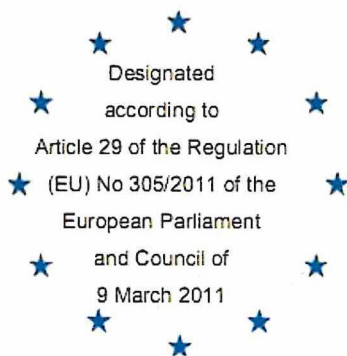 Designated
according to
Article 29 of the Regulation
(EU) No 305/2011 of the
European Parliament
and Council of
9 March 2011